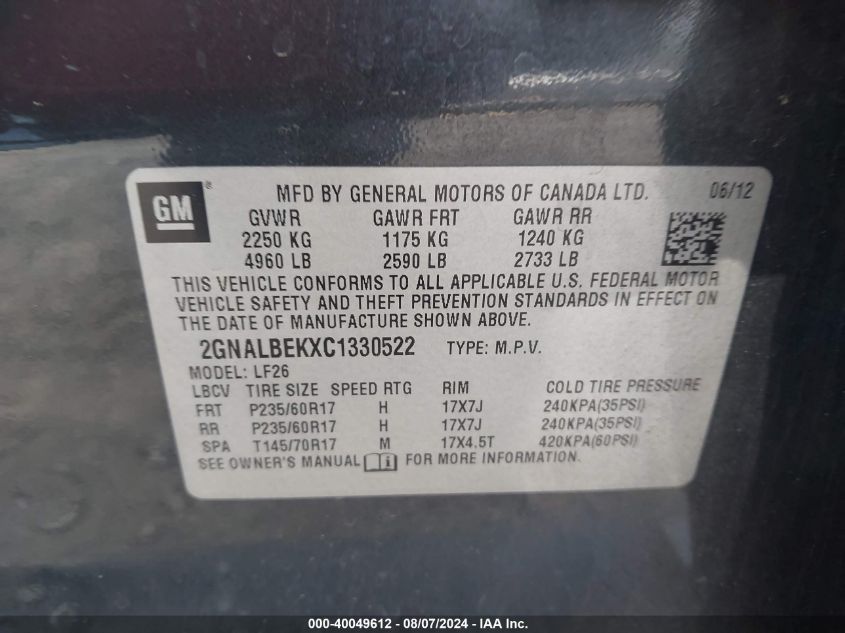 GM ® MFD BY GENERAL MOTORS OF CANADA LTD. 06/12
GVWR GAWR FRT GAWR RR
2250 KG 1175 KG 1240 KG
4960 LB 2590 LB 2733 LB
THIS VEHICLE CONFORMS TO ALL APPLICABLE U.S. FEDERAL MOTOR
VEHICLE SAFETY AND THEFT PREVENTION STANDARDS IN EFFECT ON
THE DATE OF MANUFACTURE SHOWN ABOVE.
2GNALBEKXC1330522 TYPE: M.P.V.
MODEL: LF26
LBCV TIRE SIZE SPEED RTG RIM COLD TIRE PRESSURE
FRT P235/60R17 H 17X7J 240KPA(35PSI)
RR P235/60R17 H 17X7J 240KPA(35PSI)
SPA T145/70R17 M 17X4.5T 420KPA(60PSI)
SEE OWNER'S MANUAL i FOR MORE INFORMATION.
000-40049612 - 08/07/2024 - IAA Inc.